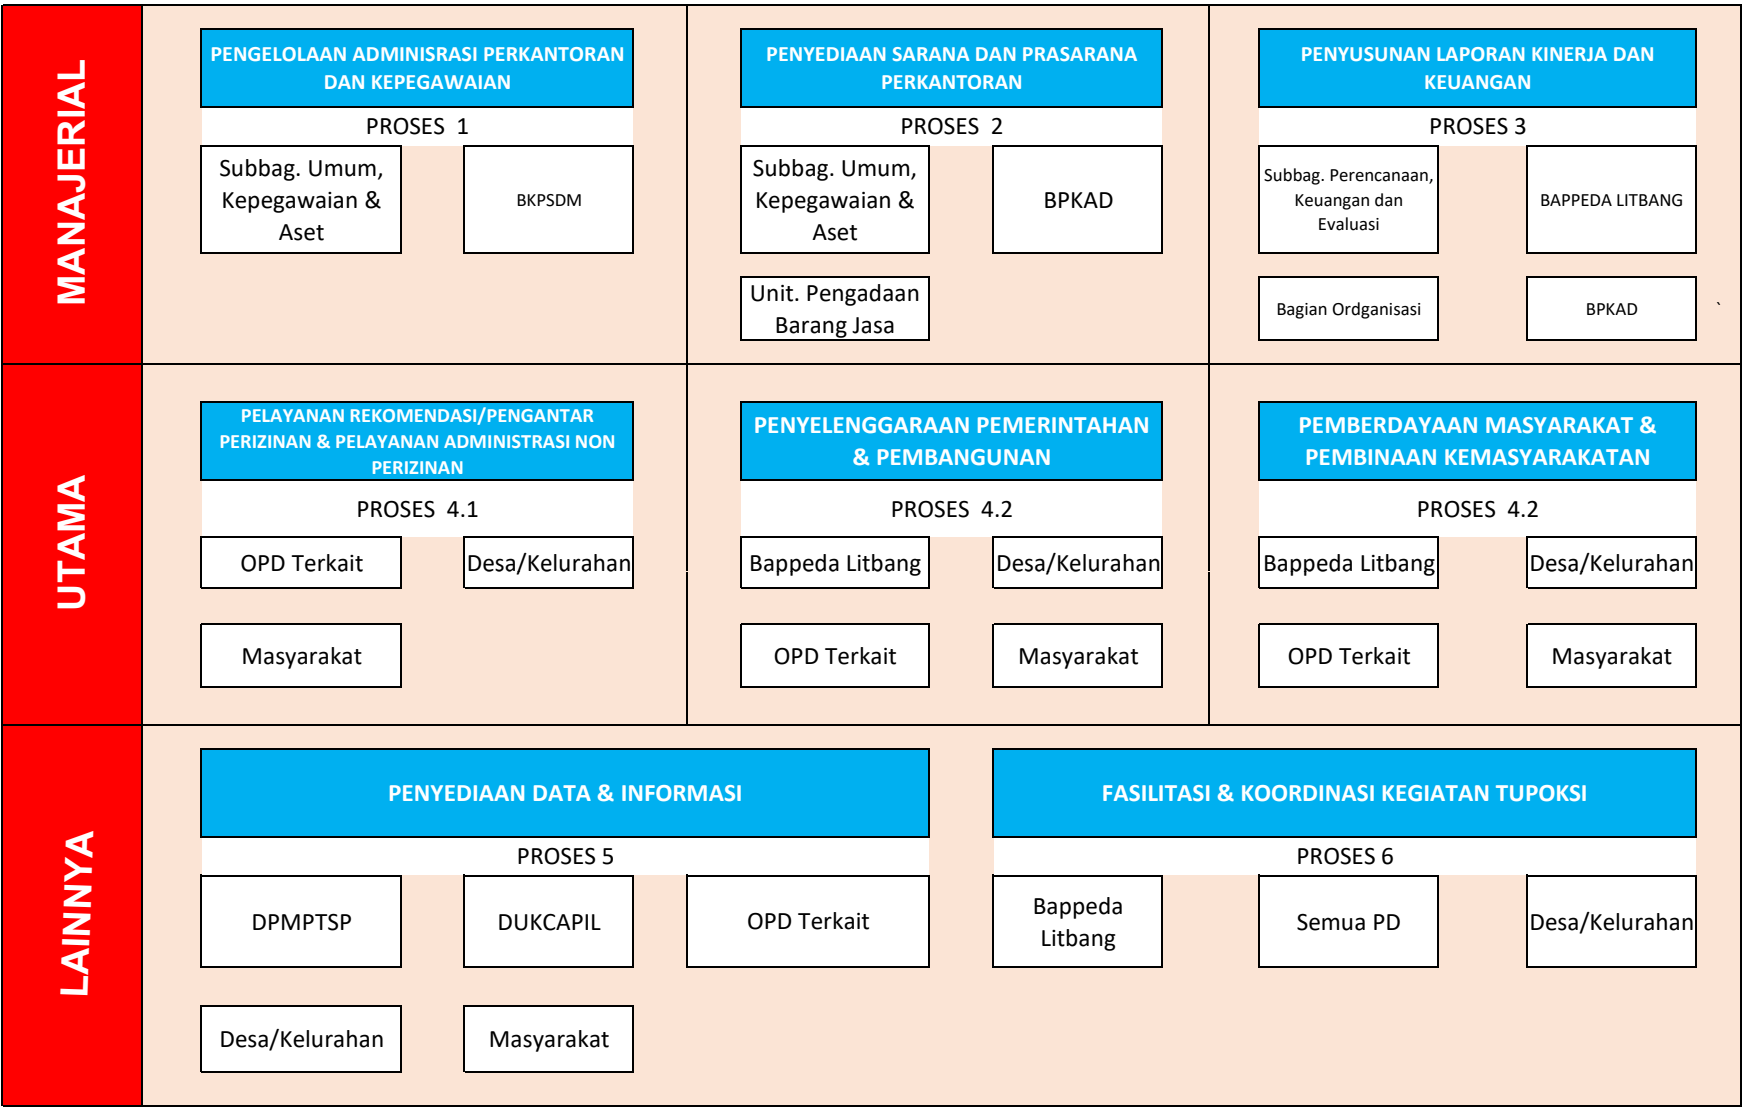 MANAJERIAL
PENGELOLAAN ADMINISRASI PERKANTORAN
DAN KEPEGAWAIAN
PROSES 1
Subbag. Umum,
Kepegawaian &
Aset
BKPSDM
PENYEDIAAN SARANA DAN PRASARANA
PERKANTORAN
PROSES 2
Subbag. Umum,
Kepegawaian &
Aset
BPKAD
Unit. Pengadaan
Barang Jasa
PENYUSUNAN LAPORAN KINERJA DAN
KEUANGAN
PROSES 3
Subbag. Perencanaan,
Keuangan dan
Evaluasi
BAPPEDA LITBANG
Bagian Ordganisasi
BPKAD
`
UTAMA
PELAYANAN REKOMENDASI/PENGANTAR
PERIZINAN & PELAYANAN ADMINISTRASI NON
PERIZINAN
PROSES 4.1
OPD Terkait
Desa/Kelurahan
Masyarakat
PENYELENGGARAAN PEMERINTAHAN
& PEMBANGUNAN
PROSES 4.2
Bappeda Litbang
Desa/Kelurahan
OPD Terkait
Masyarakat
PEMBERDAYAAN MASYARAKAT &
PEMBINAAN KEMASYARAKATAN
PROSES 4.2
Bappeda Litbang
Desa/Kelurahan
OPD Terkait
Masyarakat
LAINNYA
PENYEDIAAN DATA & INFORMASI
PROSES 5
DPMPTSP
DUKCAPIL
OPD Terkait
Desa/Kelurahan
Masyarakat
FASILITASI & KOORDINASI KEGIATAN TUPOKSI
PROSES 6
Bappeda
Litbang
Semua PD
Desa/Kelurahan